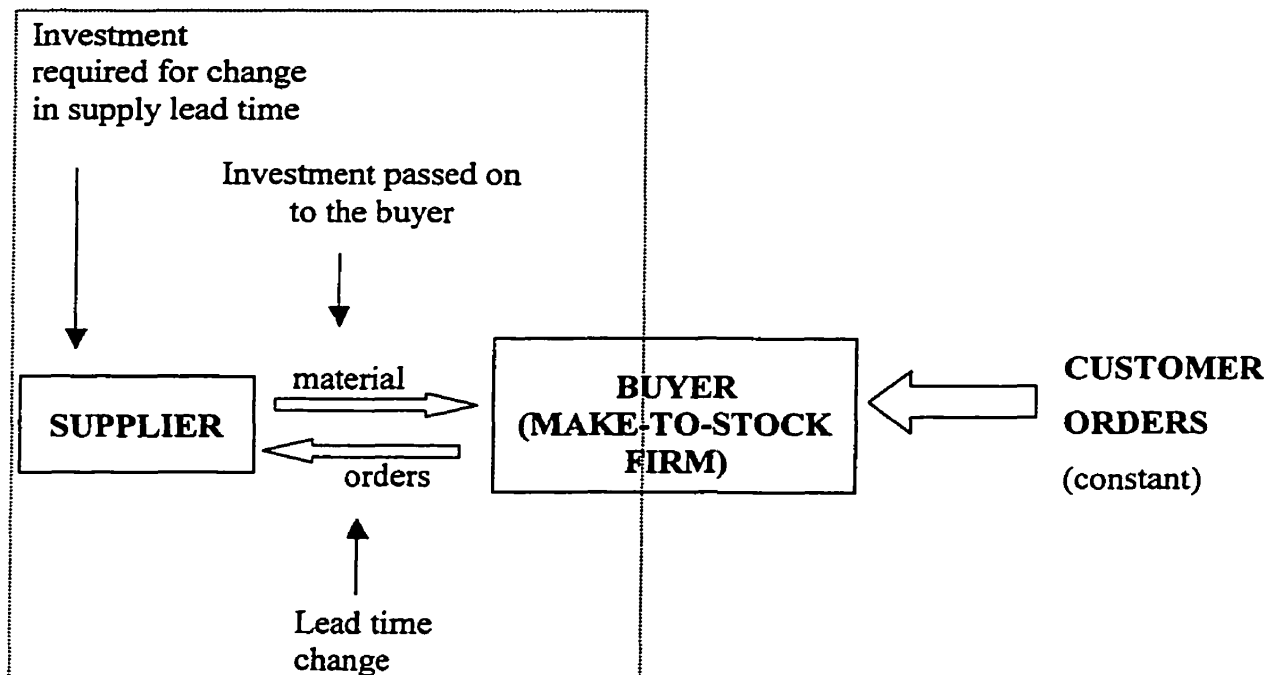 Investment
required for change
in supply lead time
Investment passed on
to the buyer
SUPPLIER
material
orders
BUYER
(MAKE-TO-STOCK
FIRM)
CUSTOMER
ORDERS
(constant)
Lead time
change